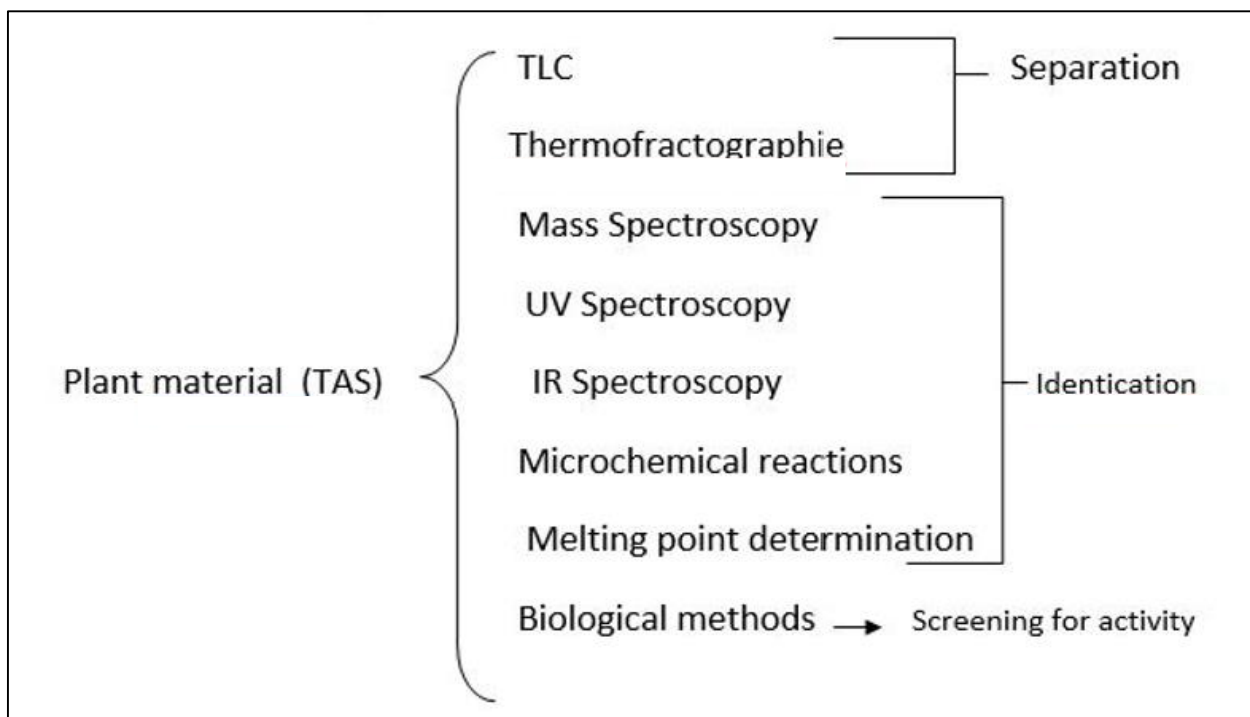 TLC
Separation
Thermofractographie
Mass Spectroscopy
UV Spectroscopy
Plant material (TAS)
IR Spectroscopy
Identication
Microchemical reactions
Melting point determination
Biological methods → Screening for activity